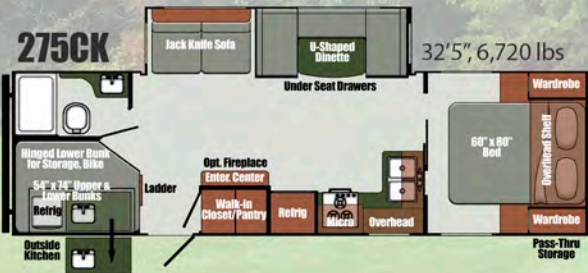 275CK
Jack Knife Sofa
U-Shaped
Dinette
32'5", 6,720 lbs
Under Seat Drawers
Wardrobe
Hinged Lower Bunk
for Storage, Bike
54" x 74" Upper &
Lower Bunks
Refrig
Ladder
Opt. Fireplace
Enter. Center
Walk-in
Closet/Pantry
Refrig
Micro
Overhead
60" x 80"
Bed
Overhead Shelf
Wardrobe
Outside
Kitchen
Pass-Thru
Storage